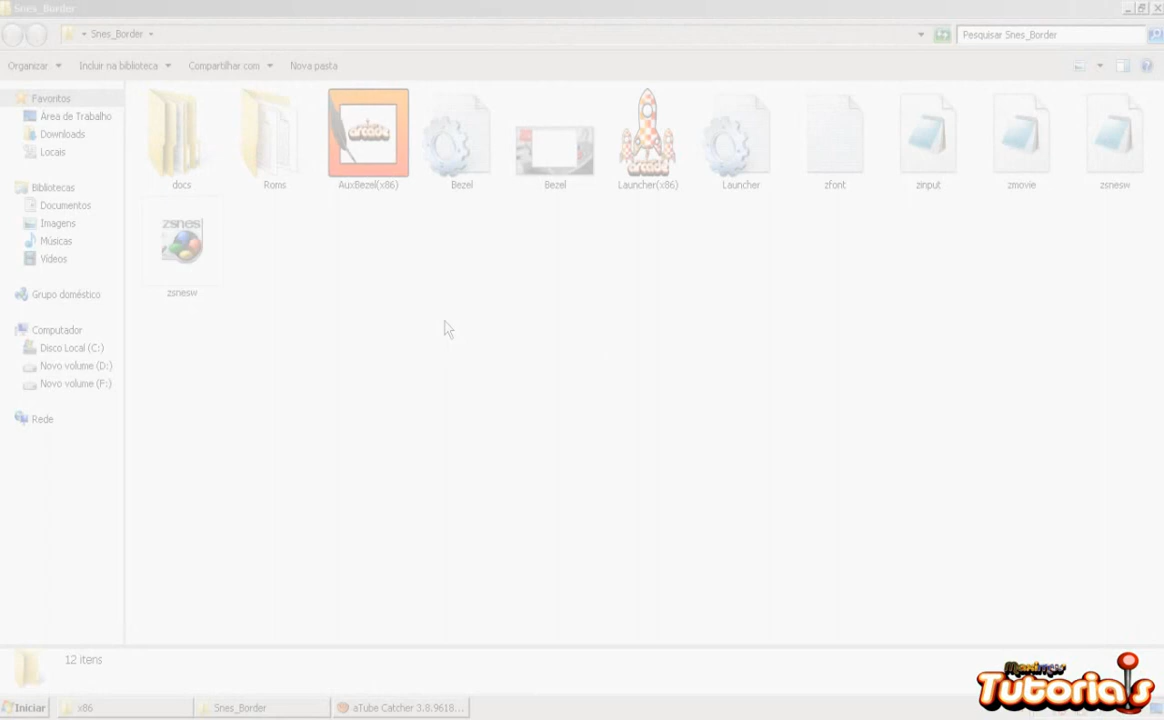 Snes_Border
Snes_Border
Pesquisar Snes_Border
Organizar
Incluir na biblioteca
Compartilhar com
Nova pasta
Favoritos
Área de Trabalho
Downloads
Locais
Bibliotecas
Documentos
Imagens
Músicas
Vídeos
Grupo doméstico
Computador
Disco Local (C:)
Novo volume (D:)
Novo volume (F:)
Rede
arcade
arcade
docs
Roms
AuxBezel(x86)
Bezel
Bezel
Launcher(x86)
Launcher
zfont
zinput
zmovie
zsnesw
zsnes
zsnesw
12 itens
Tutoriais
Iniciar
x86
Snes_Border
aTube Catcher 3.8.9618...